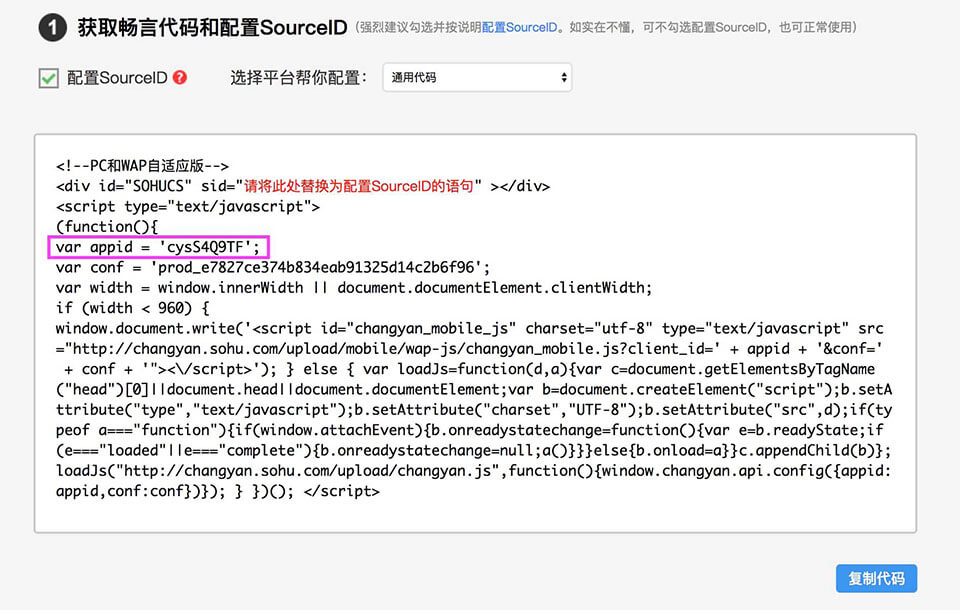 1 获取畅言代码和配置SourceID (强烈建议勾选并按说明配置SourceID。如实在不懂，可不勾选配置SourceID，也可正常使用)
配置SourceID ? 选择平台帮你配置： 通用代码
<!--PC和WAP自适应版-->
<div id="SOHUCS" sid="请将此处替换为配置SourceID的语句" ></div>
<script type="text/javascript">
(function(){
var appid = 'cysS4Q9TF';
var conf = 'prod_e7827ce374b834eab91325d14c2b6f96';
var width = window.innerWidth || document.documentElement.clientWidth;
if (width < 960) {
window.document.write('<script id="changyan_mobile_js" charset="utf-8" type="text/javascript" src
="http://changyan.sohu.com/upload/mobile/wap-js/changyan_mobile.js?client_id=' + appid + '&conf='
+ conf + '"><\/script>'); } else { var loadJs=function(d,a){var c=document.getElementsByTagName
("head")[0]||document.head||document.documentElement;var b=document.createElement("script");b.setA
ttribute("type","text/javascript");b.setAttribute("charset","UTF-8");b.setAttribute("src",d);if(ty
peof a==="function"){if(window.attachEvent){b.onreadystatechange=function(){var e=b.readyState;if
(e==="loaded"||e==="complete"){b.onreadystatechange=null;a()}}}else{b.onload=a}}c.appendChild(b)};
loadJs("http://changyan.sohu.com/upload/changyan.js",function(){window.changyan.api.config({appid:
appid,conf:conf})}); } })(); </script>
复制代码